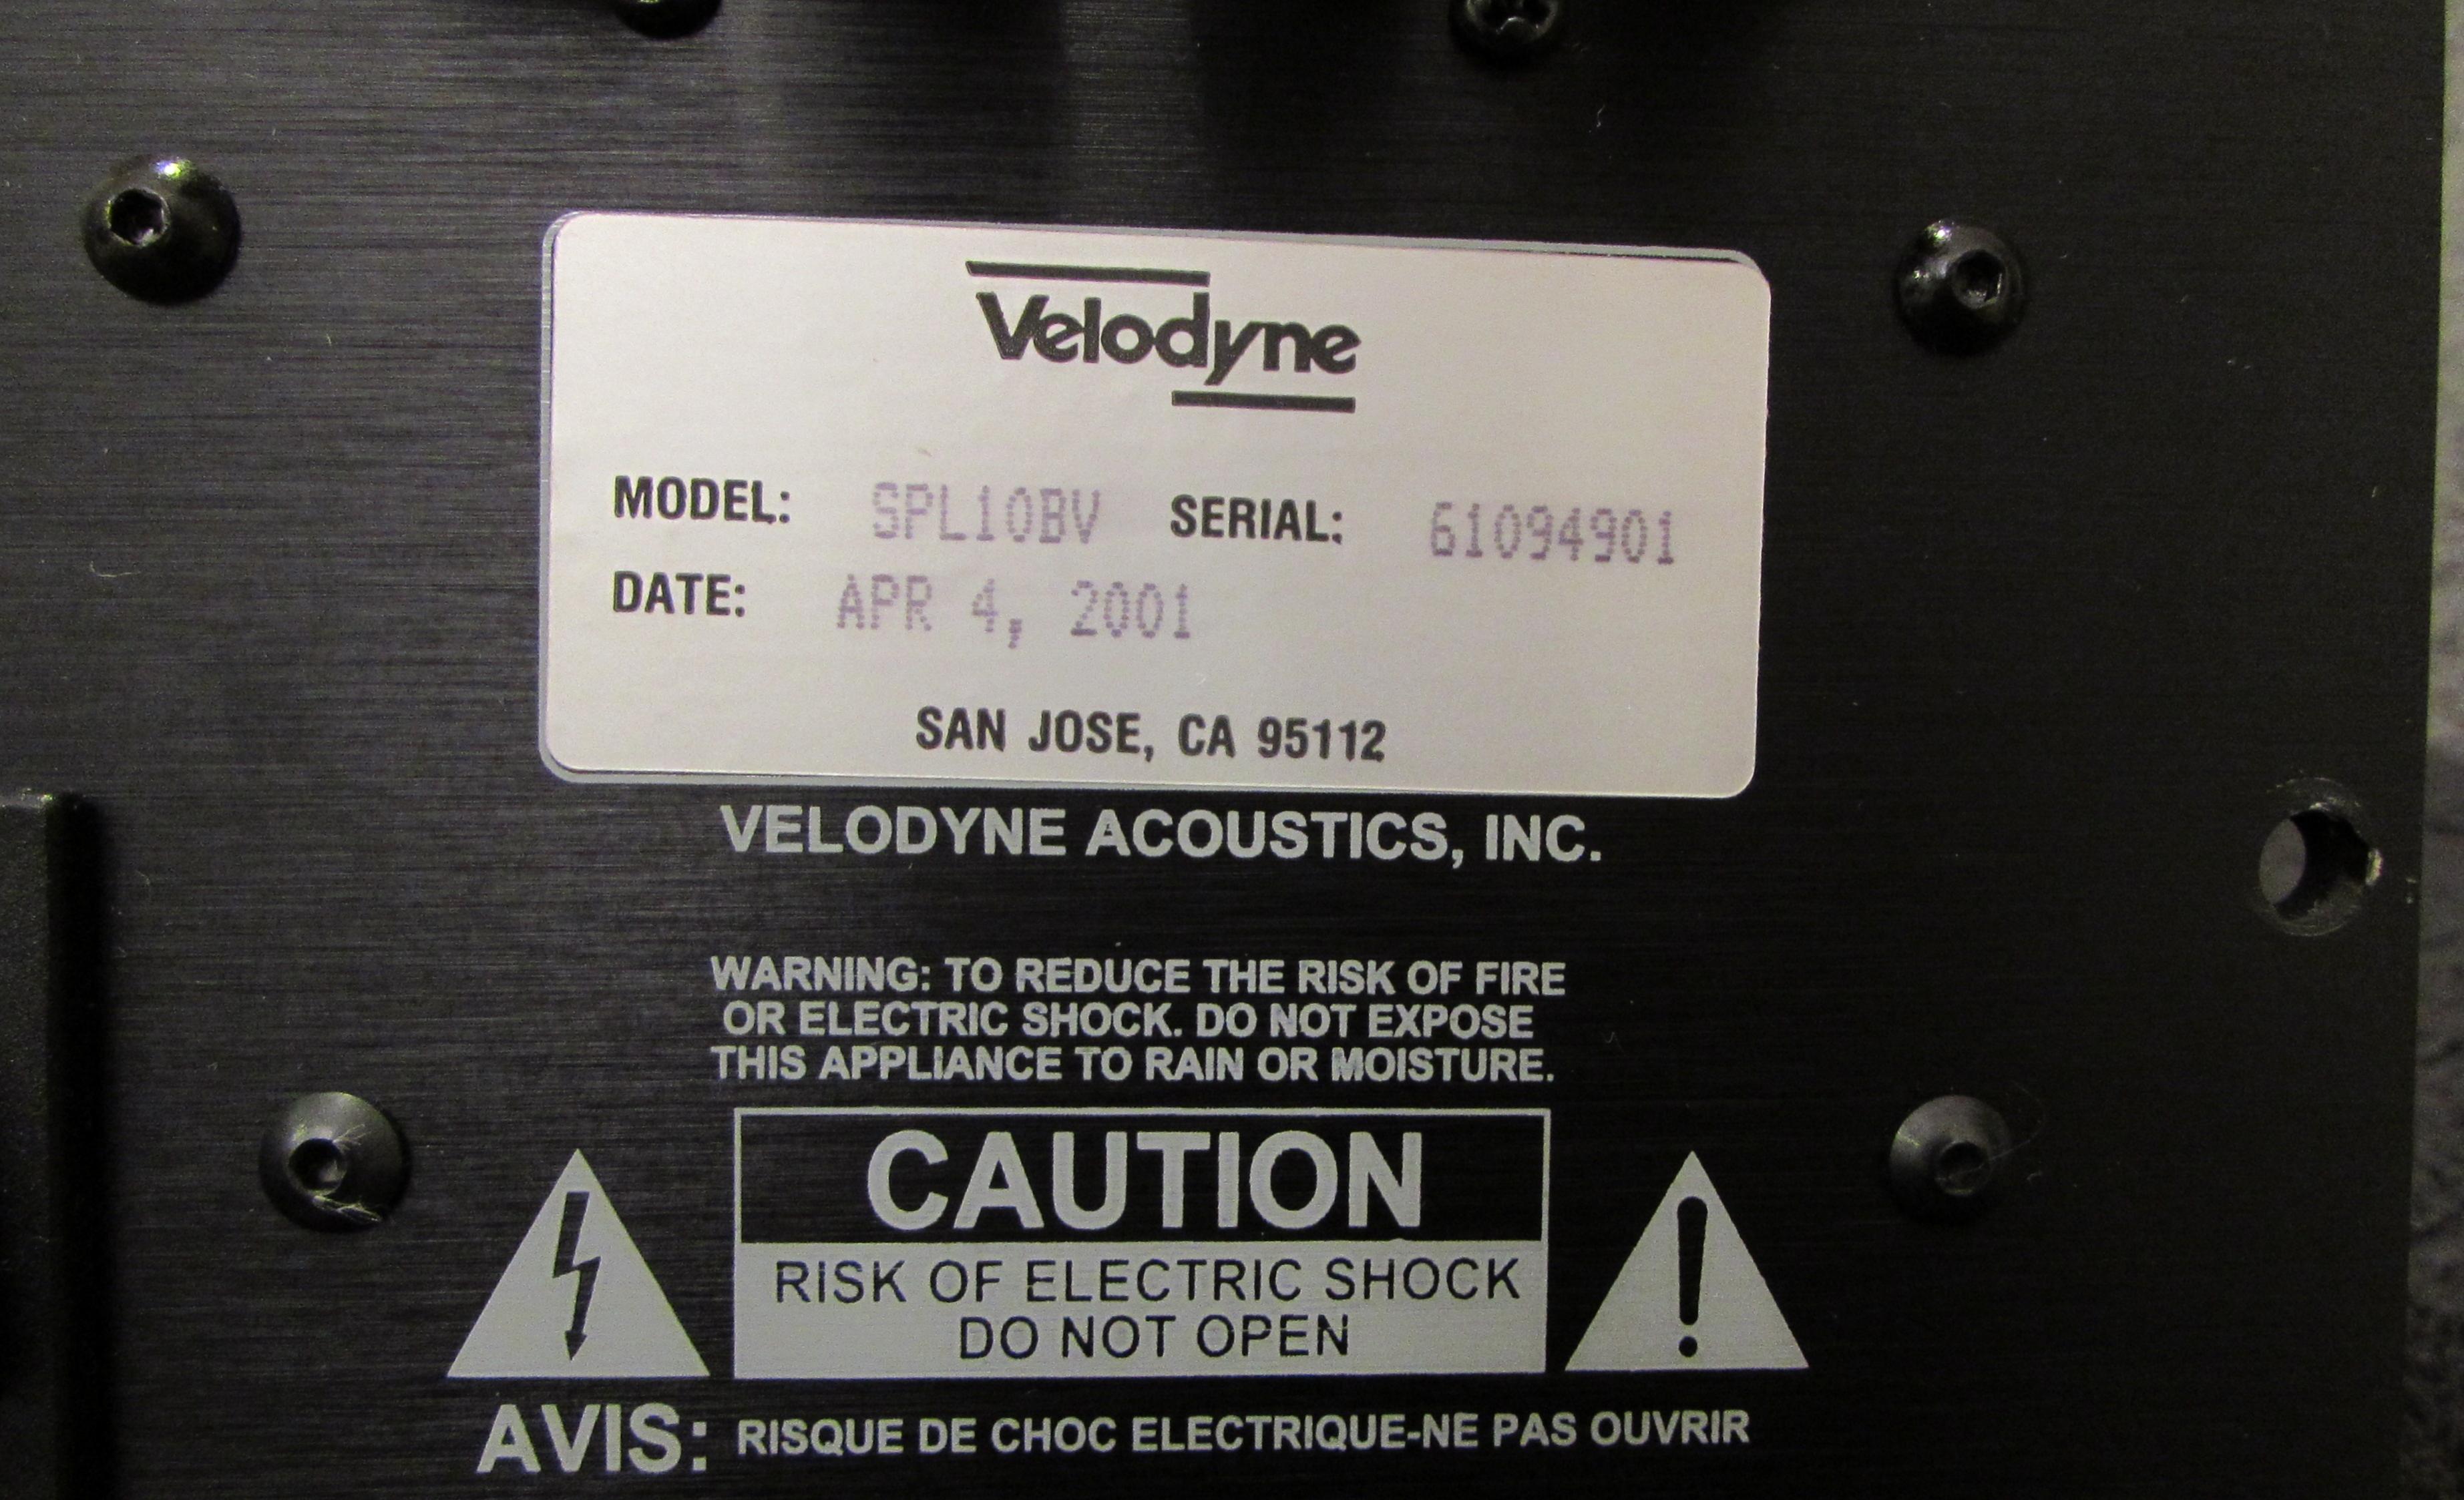 Velodyne
MODEL: SPL10BV SERIAL: 61094901
DATE: APR 4, 2001
SAN JOSE, CA 95112
VELODYNE ACOUSTICS, INC.
WARNING: TO REDUCE THE RISK OF FIRE
OR ELECTRIC SHOCK. DO NOT EXPOSE
THIS APPLIANCE TO RAIN OR MOISTURE.
CAUTION
RISK OF ELECTRIC SHOCK
DO NOT OPEN
AVIS: RISQUE DE CHOC ELECTRIQUE-NE PAS OUVRIR